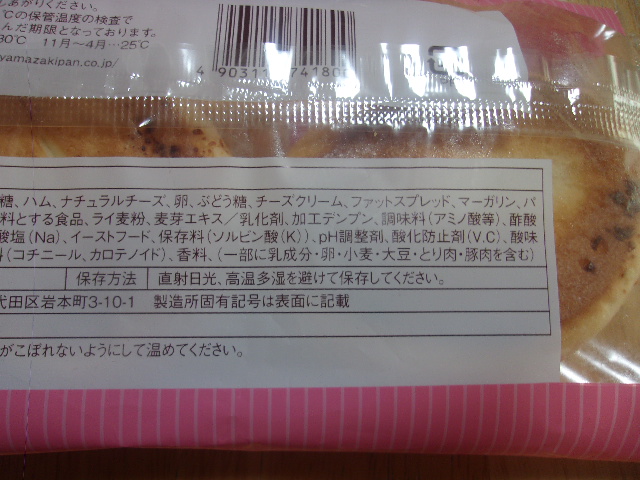 しあがりください。
℃の保管温度の検査で
んだ期限となっております。
30℃ 11月～4月…25℃
yamazakipan.co.jp/
4 903110 74180
糖、ハム、ナチュラルチーズ、卵、ぶどう糖、チーズクリーム、ファットスプレッド、マーガリン、パ
料とする食品、ライ麦粉、麦芽エキス／乳化剤、加工デンプン、調味料(アミノ酸等)、酢酸
酸塩(Na)、イーストフード、保存料(ソルビン酸(K))、pH調整剤、酸化防止剤(V.C)、酸味
料(コチニール、カロテノイド)、香料、(一部に乳成分・卵・小麦・大豆・とり肉・豚肉を含む)
保存方法 直射日光、高温多湿を避けて保存してください。
代田区岩本町3-10-1 製造所固有記号は表面に記載
がこぼれないようにして温めてください。